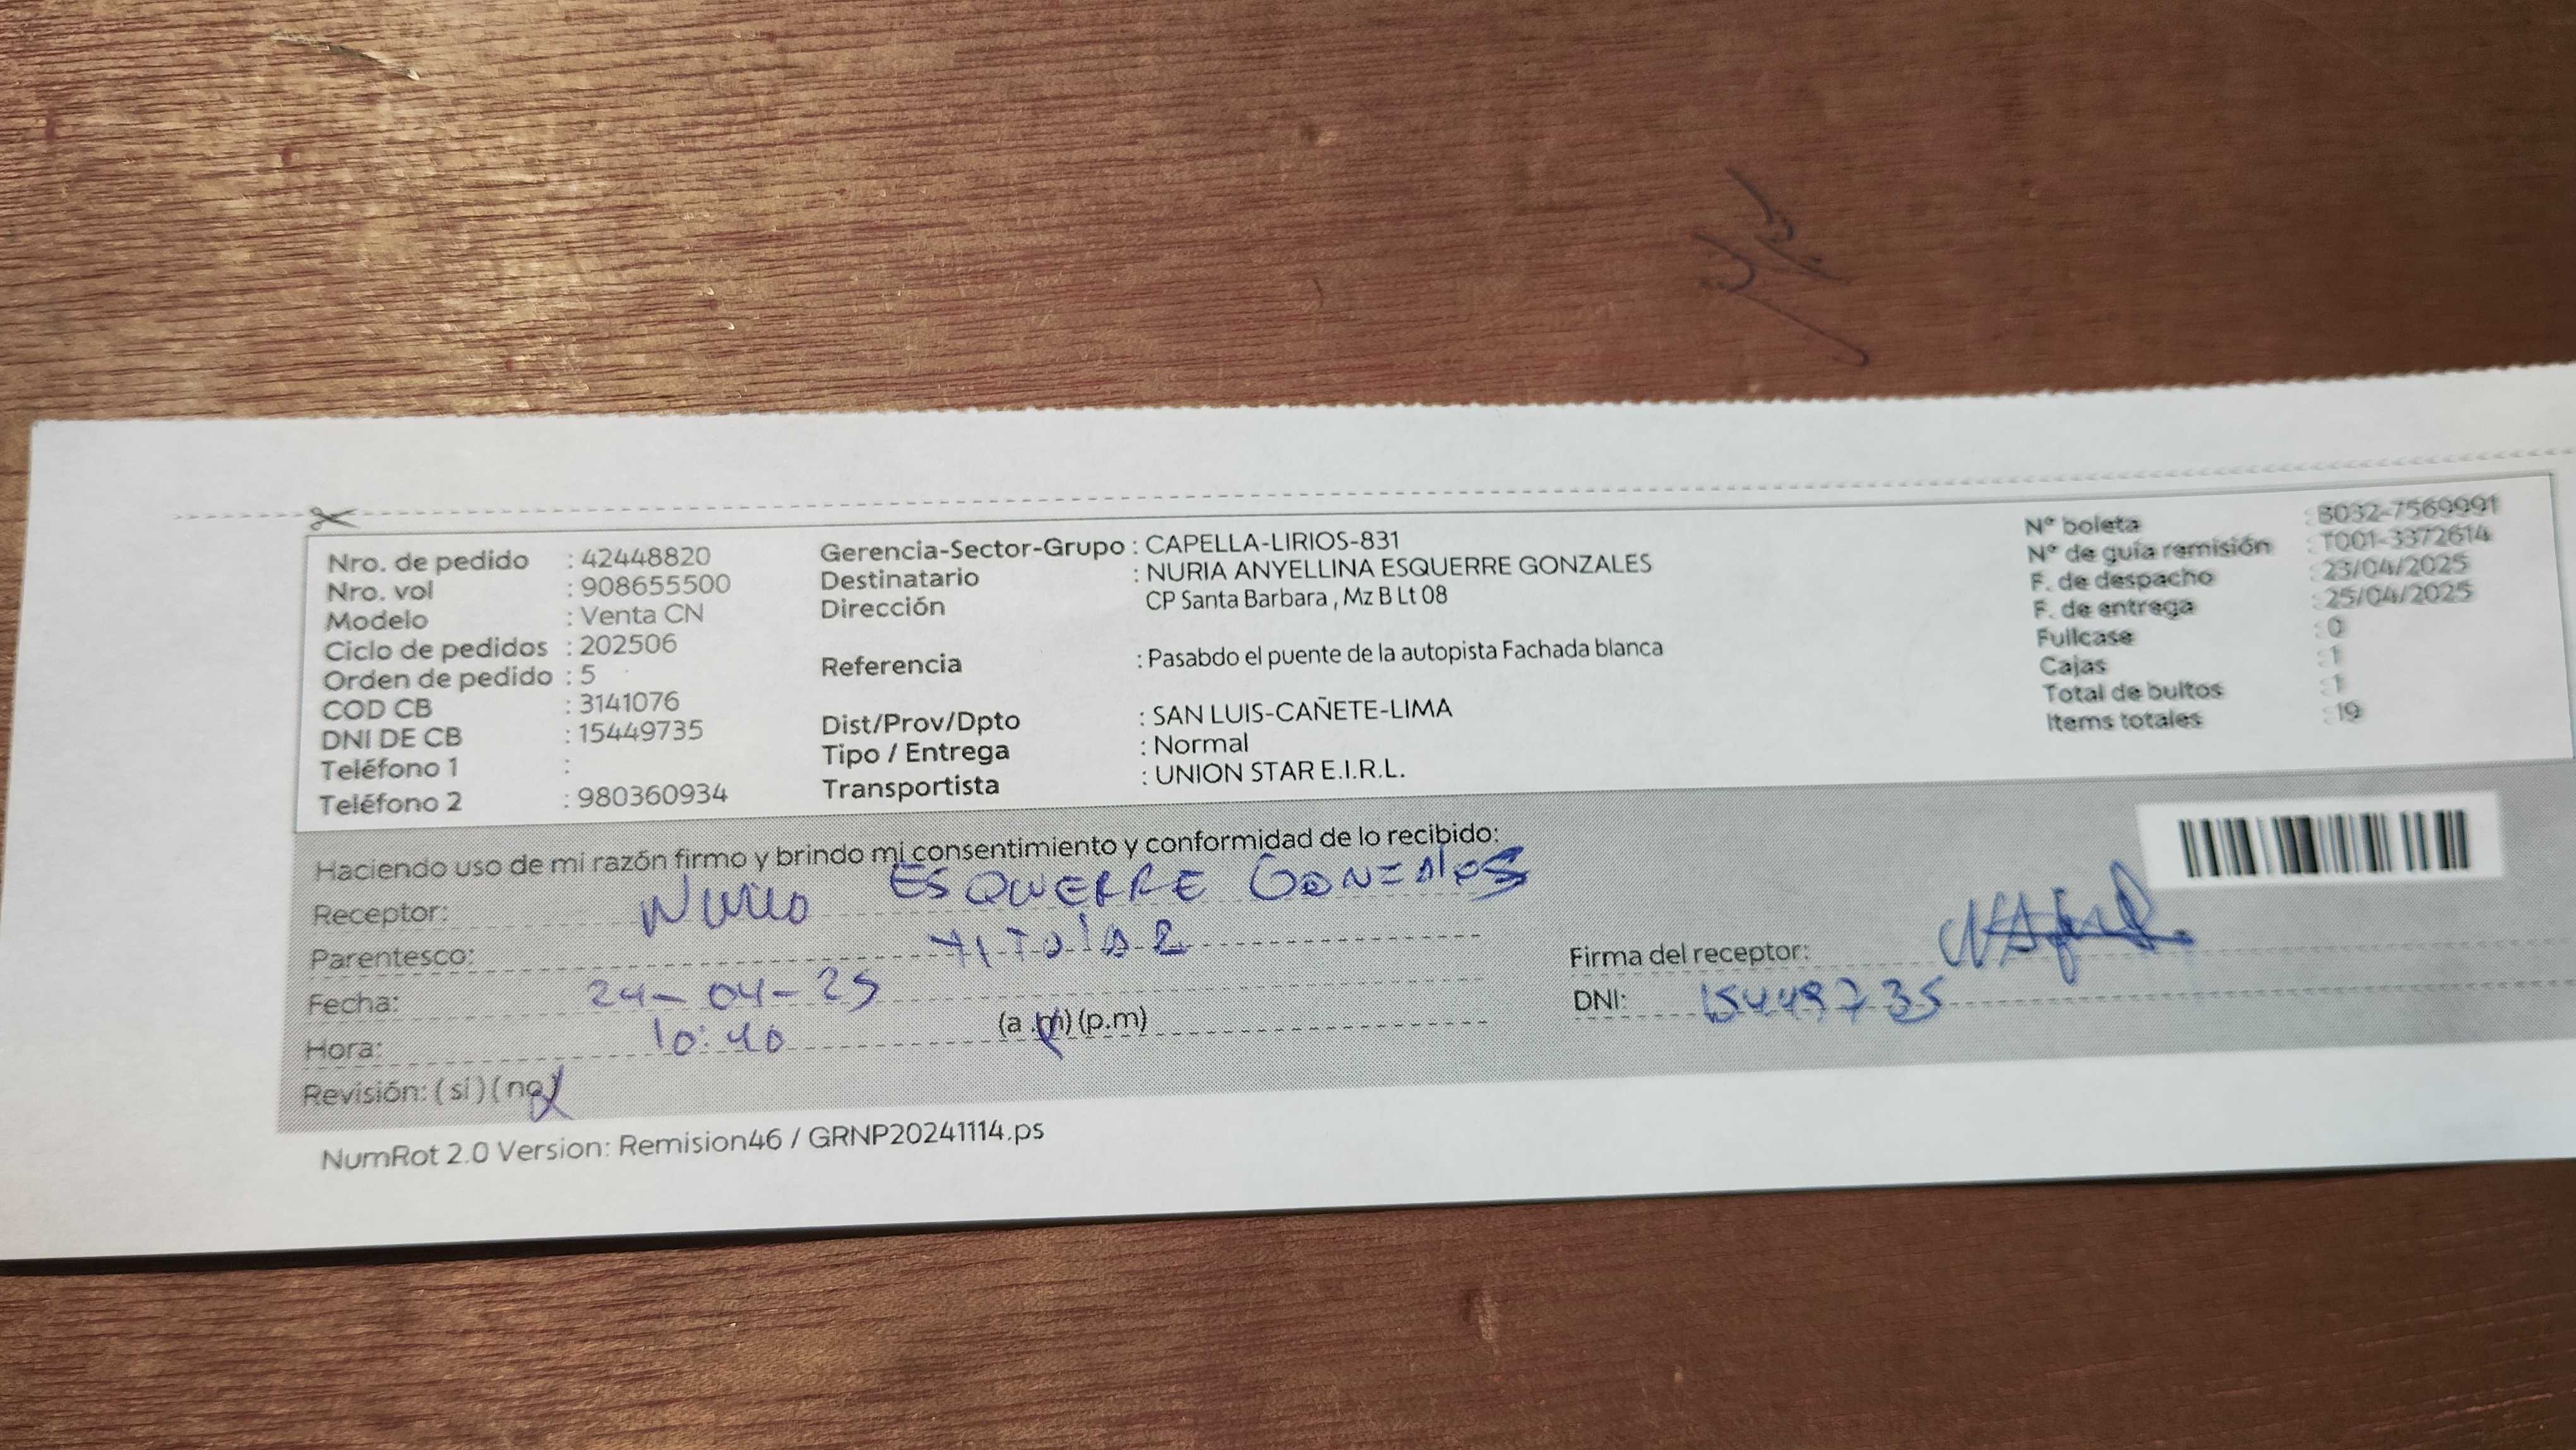 Nro. de pedido : 42448820
Nro. vol : 908655500
Modelo : Venta CN
Ciclo de pedidos : 202506
Orden de pedido : 5
COD CB : 3141076
DNI DE CB : 15449735
Teléfono 1 :
Teléfono 2 : 980360934
Gerencia-Sector-Grupo : CAPELLA-LIRIOS-831
Destinatario : NURIA ANYELLINA ESQUERRE GONZALES
Dirección CP Santa Barbara , Mz B Lt 08
Referencia : Pasabdo el puente de la autopista Fachada blanca
Dist/Prov/Dpto : SAN LUIS-CAÑETE-LIMA
Tipo / Entrega : Normal
Transportista : UNION STAR E.I.R.L.
N° boleta : B032-7569991
N° de guía remisión : T001-3372614
F. de despacho : 23/04/2025
F. de entrega : 25/04/2025
Fullcase : 0
Cajas : 1
Total de bultos : 1
Items totales : 19
Haciendo uso de mi razón firmo y brindo mi consentimiento y conformidad de lo recibido:
Receptor: Nuria ESQUERRE GONZALES
Parentesco: TITULAR
Fecha: 24-04-25
Hora: 10:40 (a .m) (p.m)
Revisión: ( si ) ( no )
Firma del receptor:
DNI: 15449735
NumRot 2.0 Version: Remision46 / GRNP20241114.ps